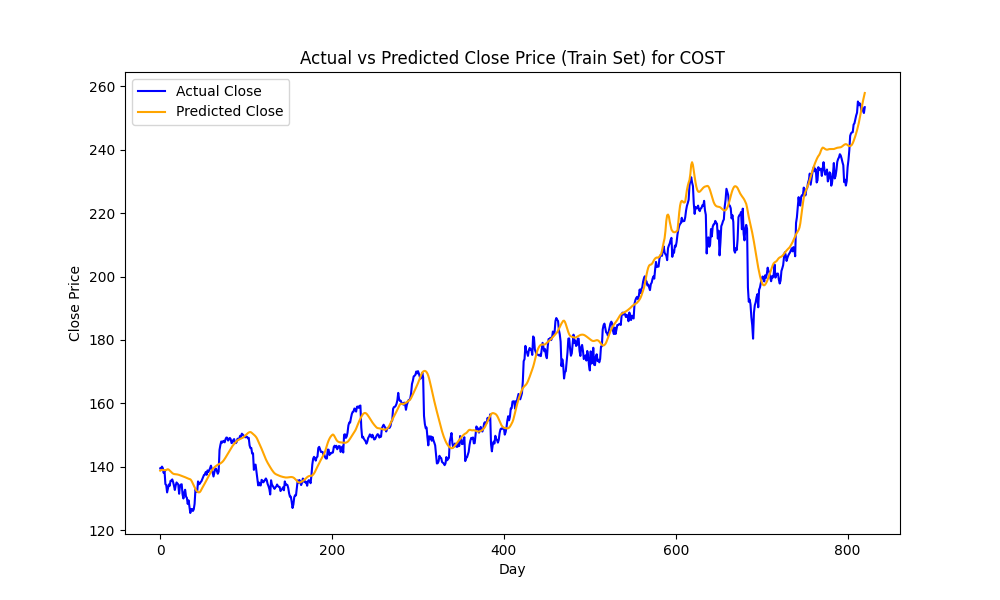 Actual vs Predicted Close Price (Train Set) for COST
Actual Close
Predicted Close
260
240
220
200
180
160
140
120
Close Price
0 200 400 600 800
Day